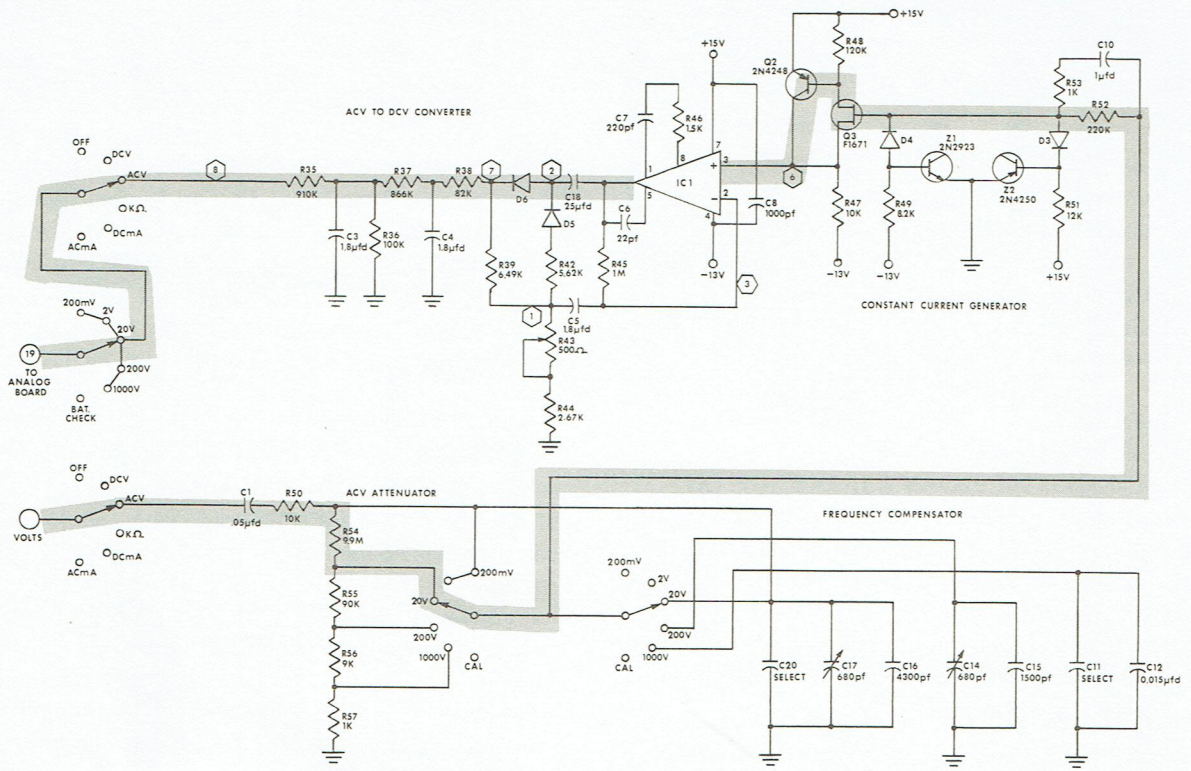 +15V
R48
120K
+15V
Q2
2N4248
C10
1µfd
R53
1K
R52
220K
ACV TO DCV CONVERTER
C7
220pf
R46
1.5K
Q3
F1671
D4
Z1
2N2923
D3
OFF
DCV
ACV
KΩ
DCmA
ACmA
8
R35
910K
R37
866K
R38
82K
7
D6
2
C18
25µfd
1
8
7
3
+
IC1
2
−
4
5
6
Z2
2N4250
C3
1.8µfd
R36
100K
C4
1.8µfd
D5
C6
22pf
C8
1000pf
R47
10K
R49
8.2K
R51
12K
R39
6.49K
R42
5.62K
R45
1M
-13V
-13V
-13V
+15V
3
CONSTANT CURRENT GENERATOR
200mV
2V
20V
200V
1000V
BAT.
CHECK
19
TO
ANALOG
BOARD
1
C5
1.8µfd
R43
500Ω
R44
2.67K
OFF
DCV
ACV
KΩ
DCmA
ACmA
VOLTS
C1
.05µfd
R50
10K
ACV ATTENUATOR
FREQUENCY COMPENSATOR
R54
9.9M
R55
90K
R56
9K
R57
1K
200mV
20V
200V
1000V
CAL
200mV
2V
20V
200V
1000V
CAL
C20
SELECT
C17
680pf
C16
4300pf
C14
680pf
C15
1500pf
C11
SELECT
C12
0.015µfd